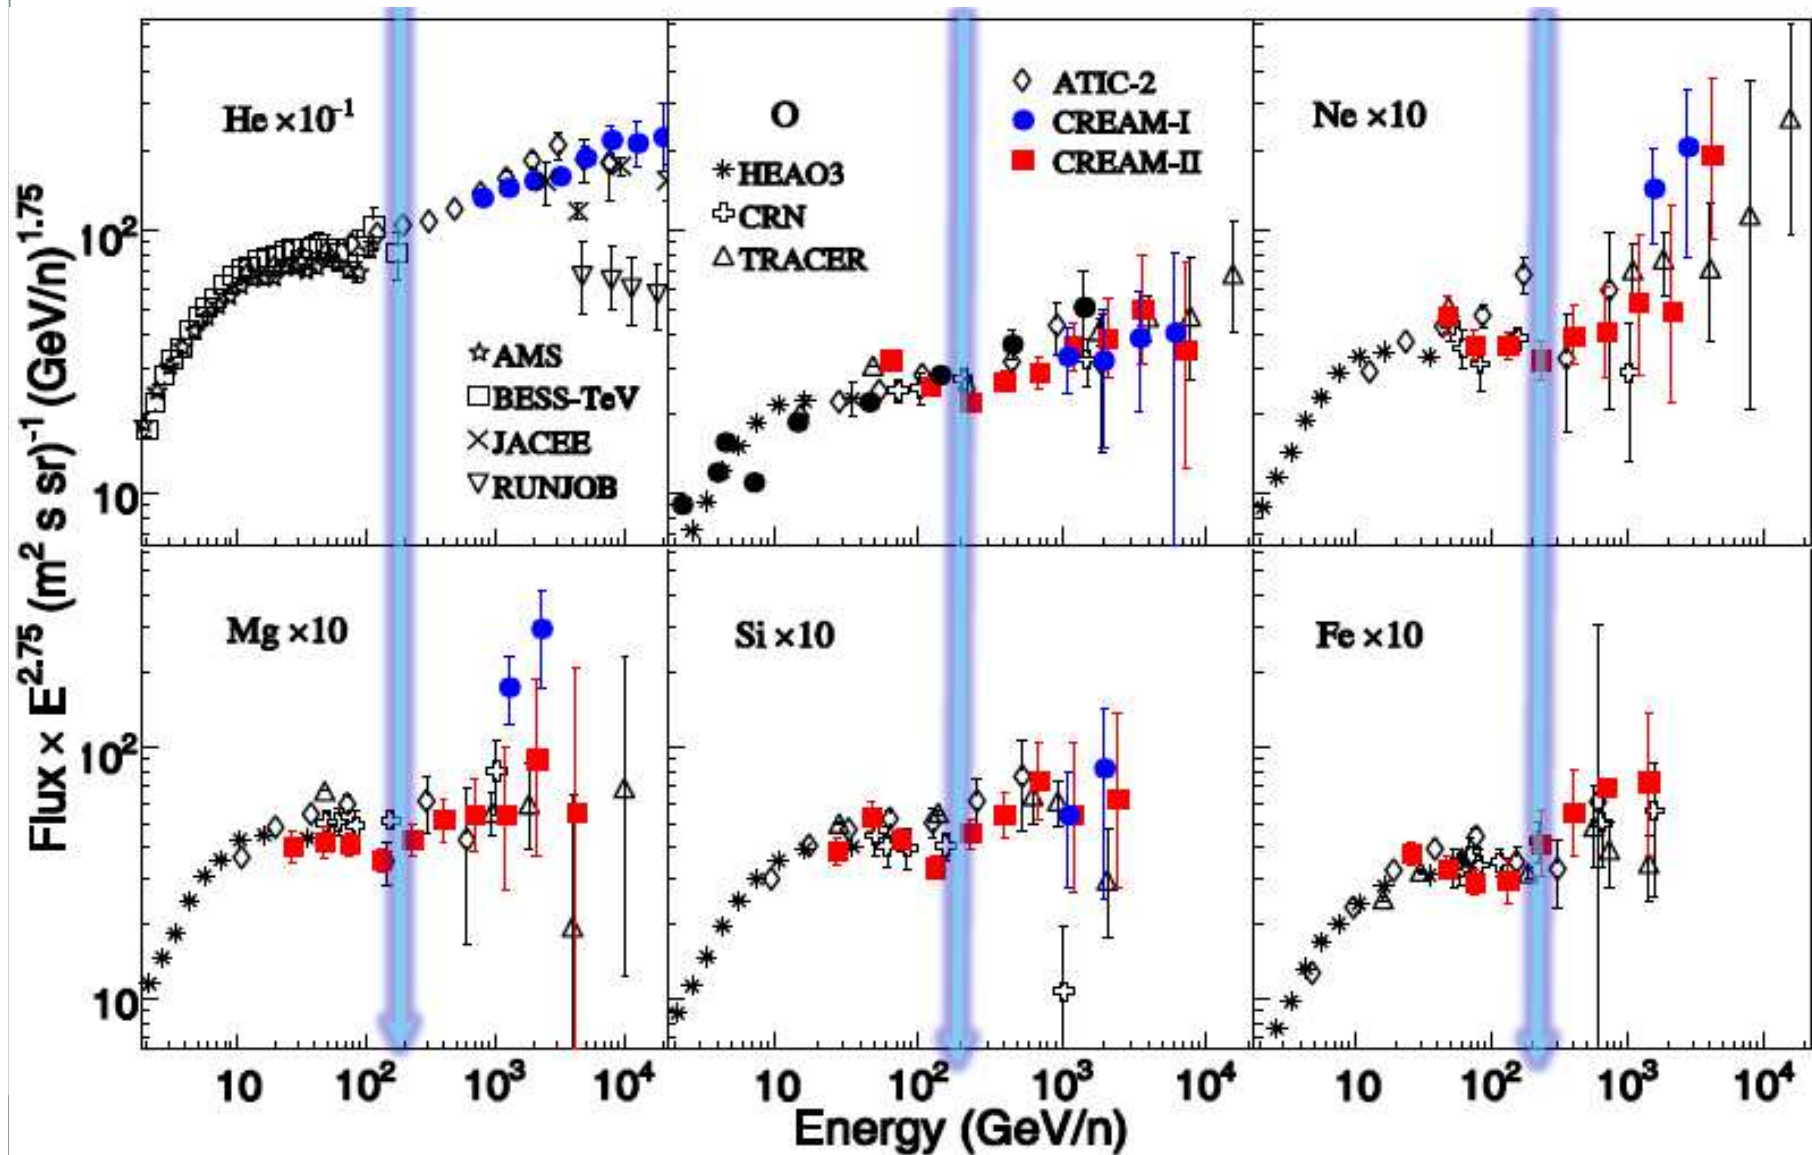 Flux × E^2.75 (m² s sr)⁻¹ (GeV/n)^1.75
He ×10⁻¹
10²
10
AMS
BESS-TeV
JACEE
RUNJOB
O
HEAO3
CRN
TRACER
ATIC-2
CREAM-I
CREAM-II
Ne ×10
Mg ×10
10²
10
Si ×10
Fe ×10
10 10² 10³ 10⁴ 10 10² 10³ 10⁴ 10 10² 10³ 10⁴
Energy (GeV/n)